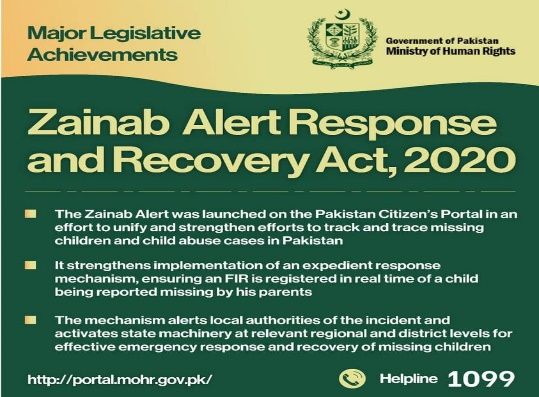 Major Legislative
Achievements
Government of Pakistan
Ministry of Human Rights
Zainab Alert Response
and Recovery Act, 2020
The Zainab Alert was launched on the Pakistan Citizen's Portal in an
effort to unify and strengthen efforts to track and trace missing
children and child abuse cases in Pakistan
It strengthens implementation of an expedient response
mechanism, ensuring an FIR is registered in real time of a child
being reported missing by his parents
The mechanism alerts local authorities of the incident and
activates state machinery at relevant regional and district levels for
effective emergency response and recovery of missing children
http://portal.mohr.gov.pk/
Helpline 1099